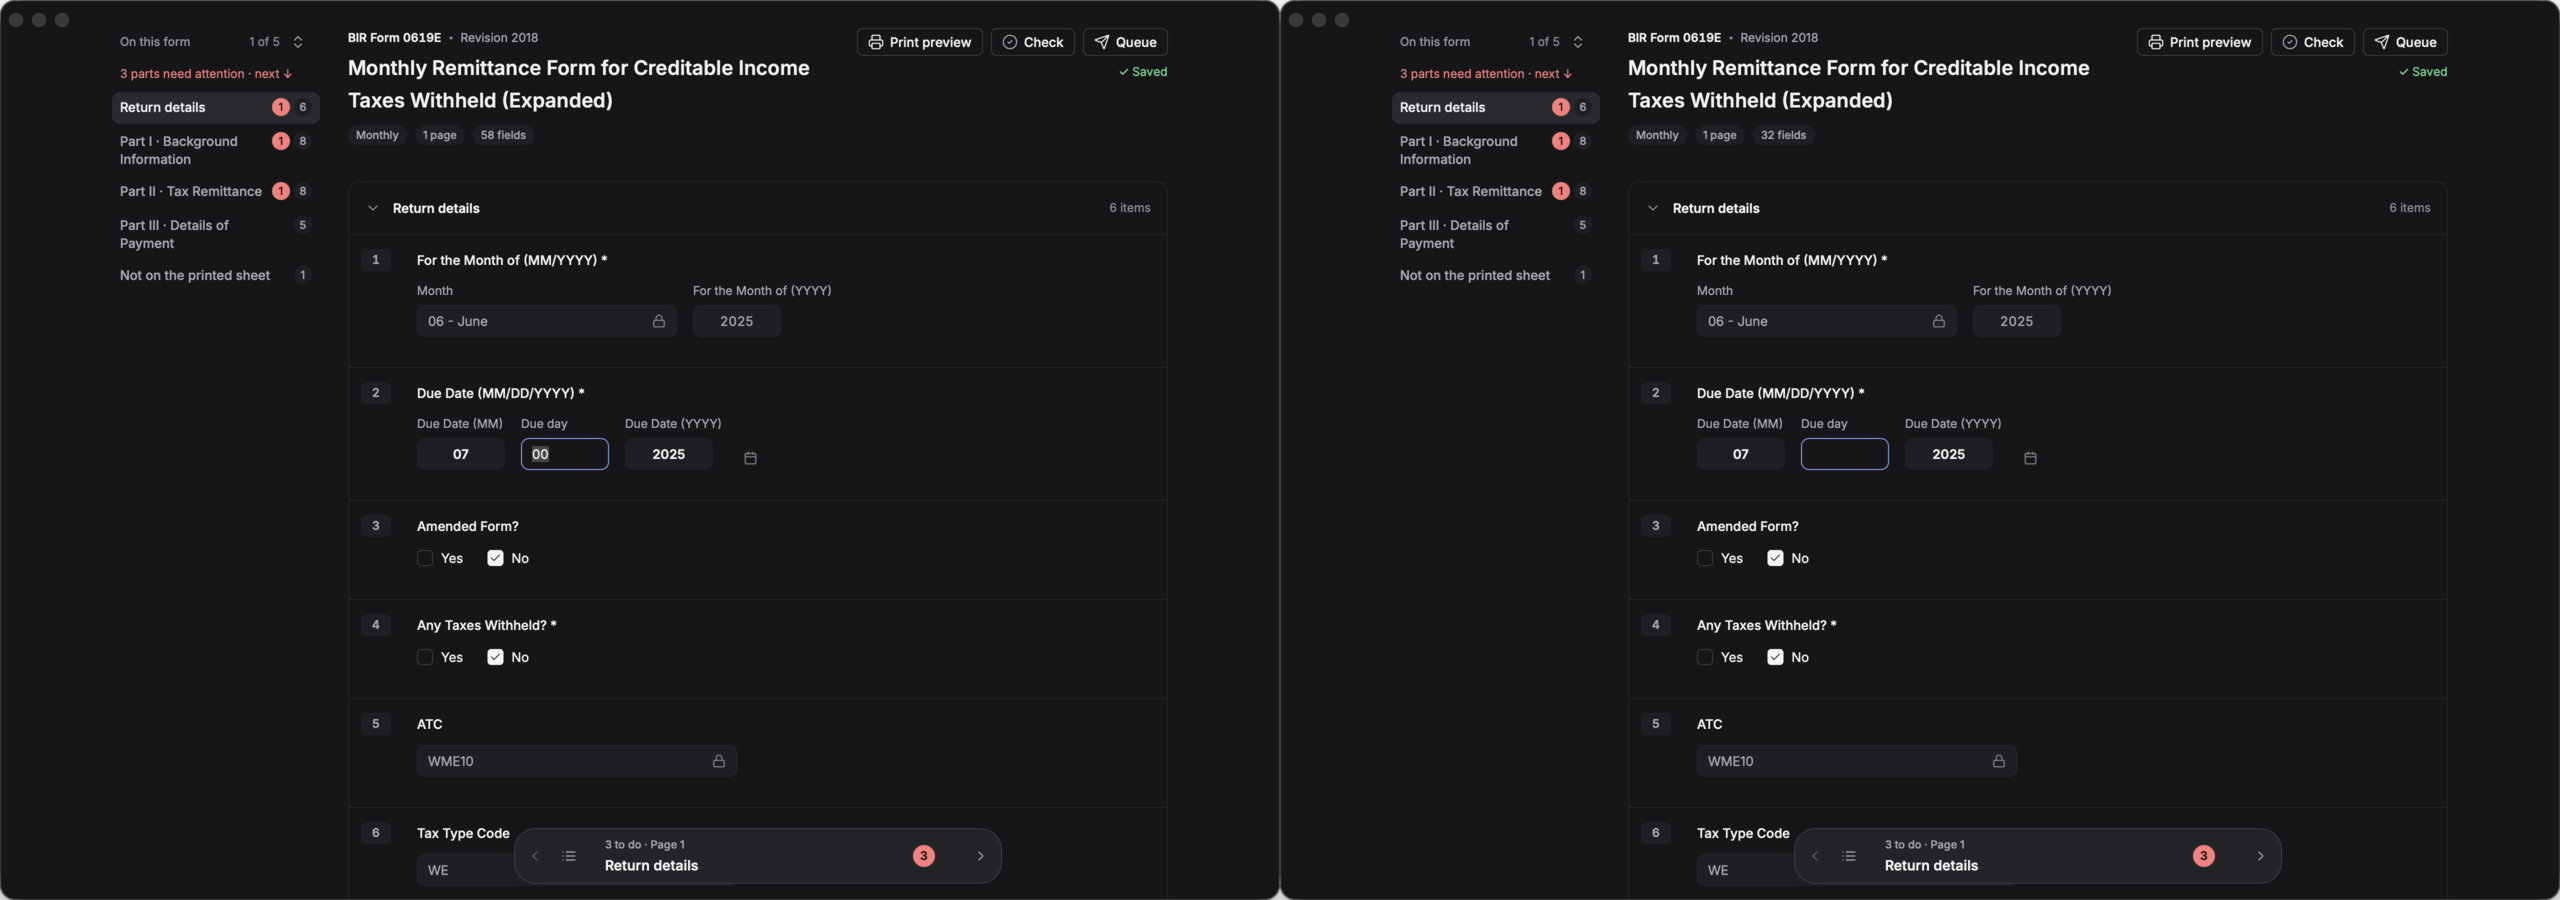 On this form 1 of 5
3 parts need attention · next ↓
Return details 1 6
Part I · Background Information 1 8
Part II · Tax Remittance 1 8
Part III · Details of Payment 5
Not on the printed sheet 1
BIR Form 0619E • Revision 2018
Monthly Remittance Form for Creditable Income
Taxes Withheld (Expanded)
Monthly 1 page 58 fields
Print preview Check Queue
✓ Saved
Return details 6 items
1 For the Month of (MM/YYYY) *
Month For the Month of (YYYY)
06 - June 2025
2 Due Date (MM/DD/YYYY) *
Due Date (MM) Due day Due Date (YYYY)
07 00 2025
3 Amended Form?
Yes No
4 Any Taxes Withheld? *
Yes No
5 ATC
WME10
6 Tax Type Code
WE
3 to do · Page 1
Return details 3
On this form 1 of 5
3 parts need attention · next ↓
Return details 1 6
Part I · Background Information 1 8
Part II · Tax Remittance 1 8
Part III · Details of Payment 5
Not on the printed sheet 1
BIR Form 0619E • Revision 2018
Monthly Remittance Form for Creditable Income
Taxes Withheld (Expanded)
Monthly 1 page 32 fields
Print preview Check Queue
✓ Saved
Return details 6 items
1 For the Month of (MM/YYYY) *
Month For the Month of (YYYY)
06 - June 2025
2 Due Date (MM/DD/YYYY) *
Due Date (MM) Due day Due Date (YYYY)
07 2025
3 Amended Form?
Yes No
4 Any Taxes Withheld? *
Yes No
5 ATC
WME10
6 Tax Type Code
WE
3 to do · Page 1
Return details 3